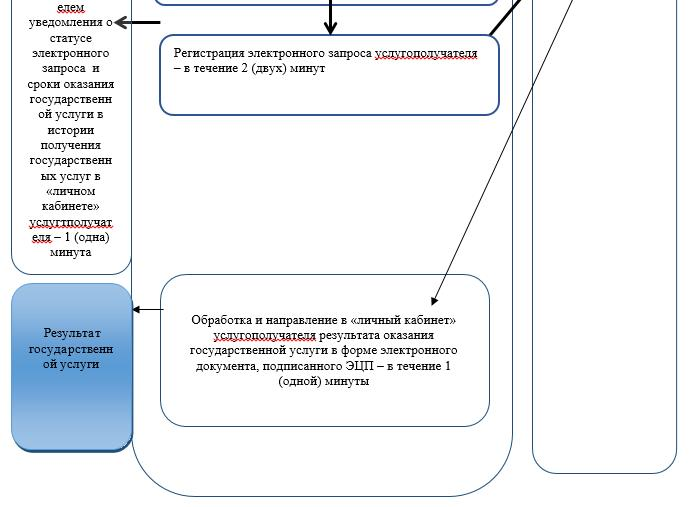 елем
уведомления о
статусе
электронного
запроса и
сроки оказания
государственн
ой услуги в
истории
получения
государственн
ых услуг в
«личном
кабинете»
услугтполучат
еля – 1 (одна)
минута
Регистрация электронного запроса услугополучателя
– в течение 2 (двух) минут
Результат
государственн
ой услуги
Обработка и направление в «личный кабинет»
услугополучателя результата оказания
государственной услуги в форме электронного
документа, подписанного ЭЦП – в течение 1
(одной) минуты